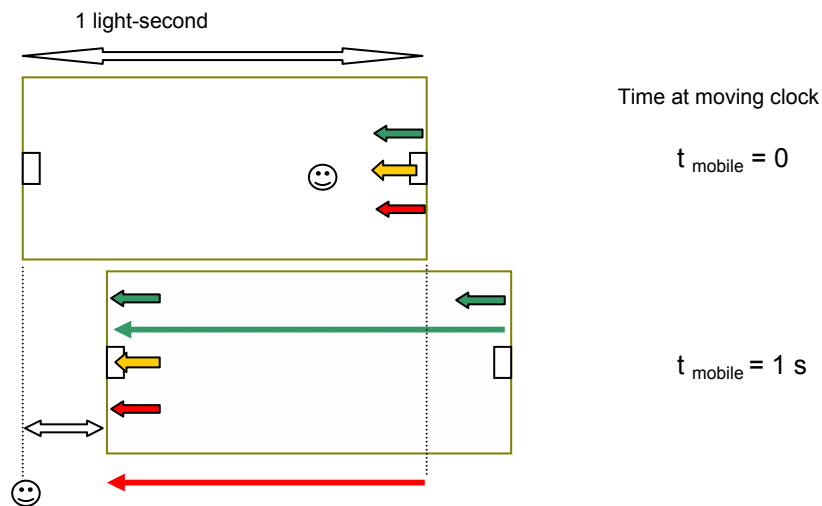 1 light-second
Time at moving clock
t mobile = 0
t mobile = 1 s